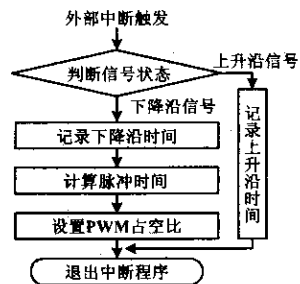 外部中断触发
判断信号状态
上升沿信号
下降沿信号
记录下降沿时间
记录上升沿时间
计算脉冲时间
设置PWM占空比
退出中断程序